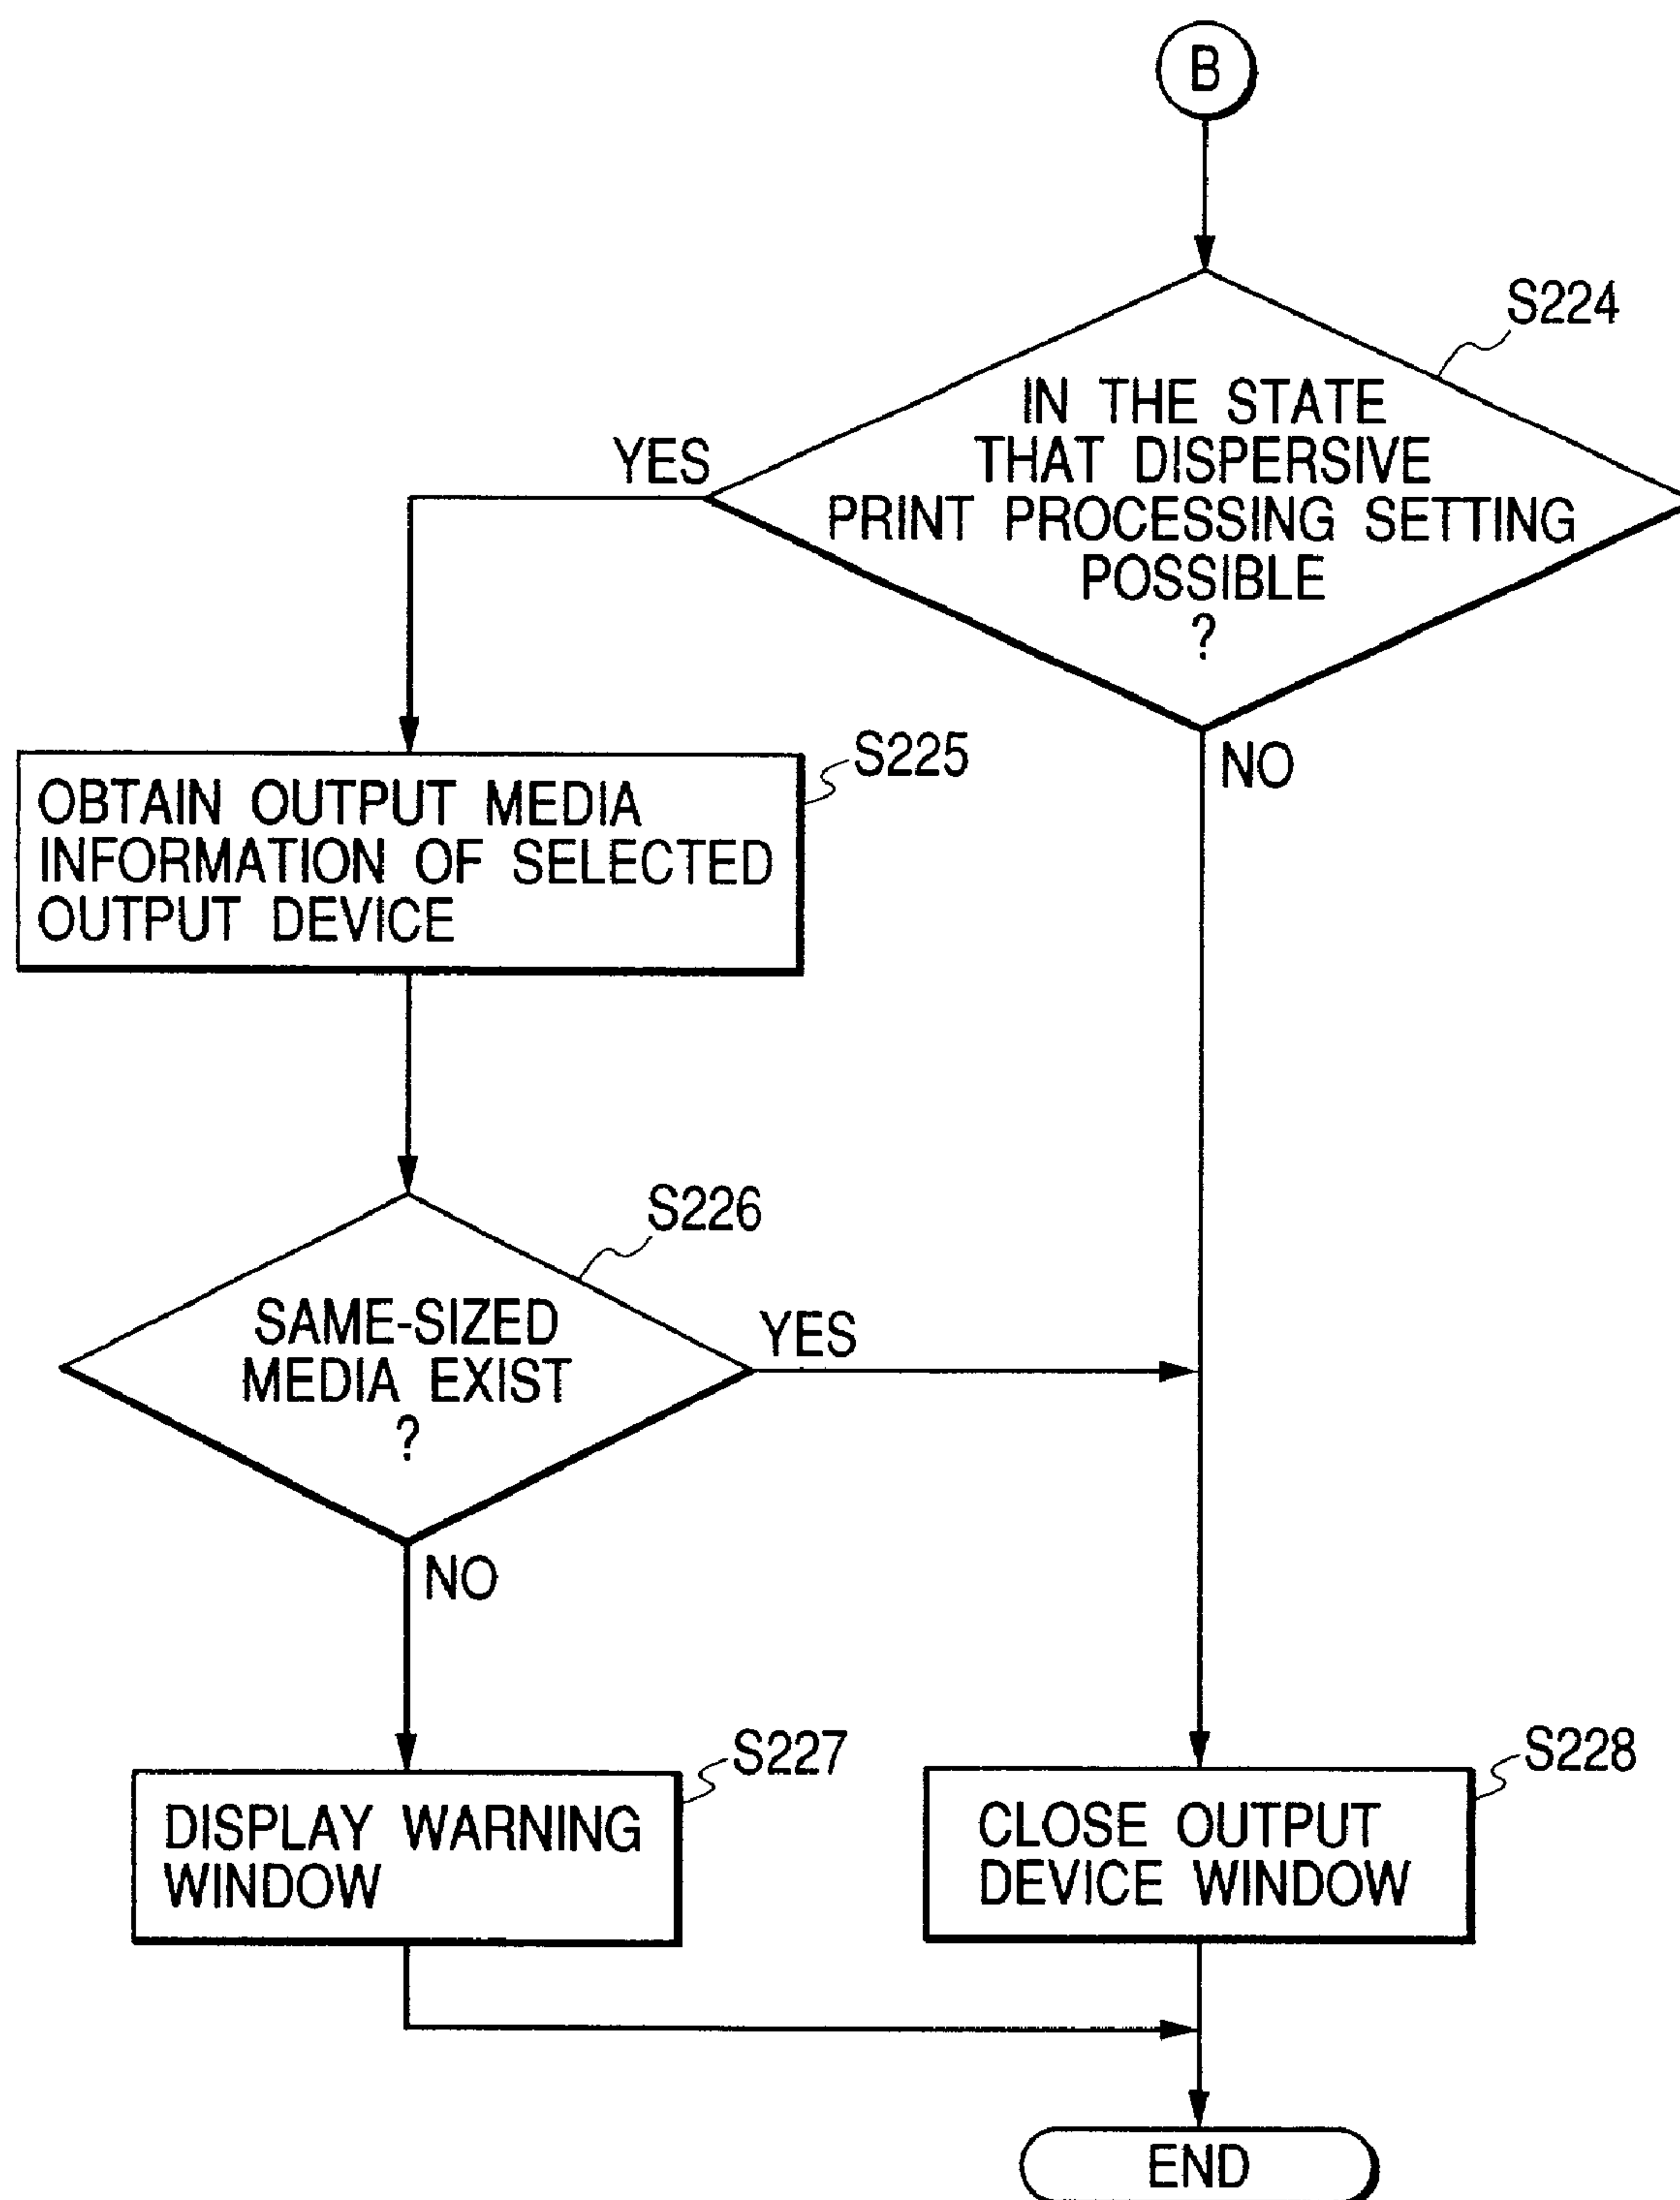 B
S224
IN THE STATE
THAT DISPERSIVE
PRINT PROCESSING SETTING
POSSIBLE
?
YES
NO
S225
OBTAIN OUTPUT MEDIA
INFORMATION OF SELECTED
OUTPUT DEVICE
S226
SAME-SIZED
MEDIA EXIST
?
YES
NO
S227
DISPLAY WARNING
WINDOW
S228
CLOSE OUTPUT
DEVICE WINDOW
END